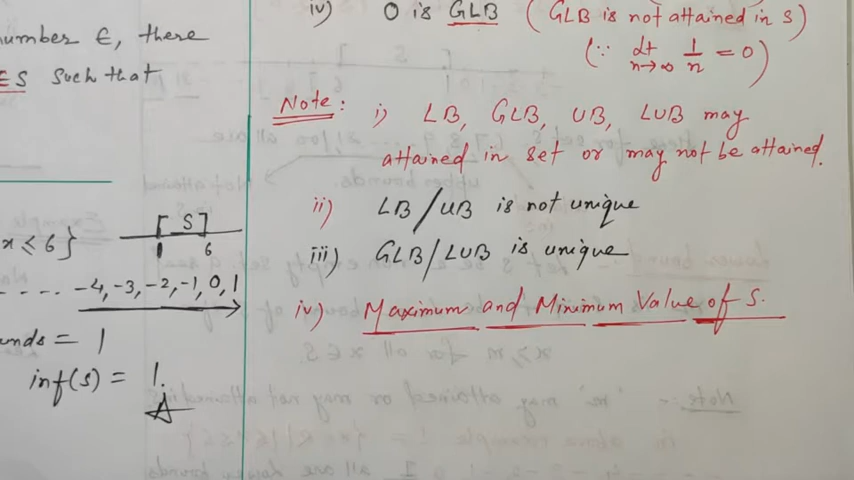 number ϵ, there
ES such that
[ S ]
1 6
x ≤ 6}
.... -4, -3, -2, -1, 0, 1
unds = 1
inf(s) = 1.
iv) 0 is GLB (GLB is not attained in S)
(∵ lt n→∞ 1/n = 0)
Note: i) LB, GLB, UB, LUB may
attained in set or may not be attained.
ii) LB/UB is not unique
iii) GLB/LUB is unique
iv) Maximum and Minimum Value of S.